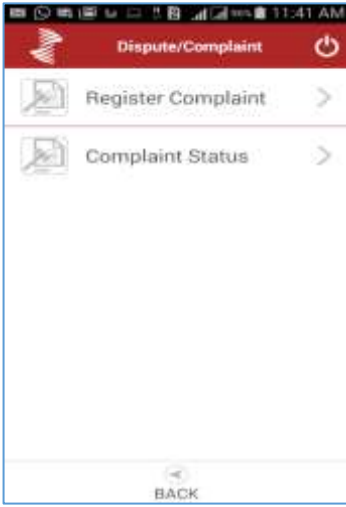 11:41 AM
Dispute/Complaint
Register Complaint
Complaint Status
BACK